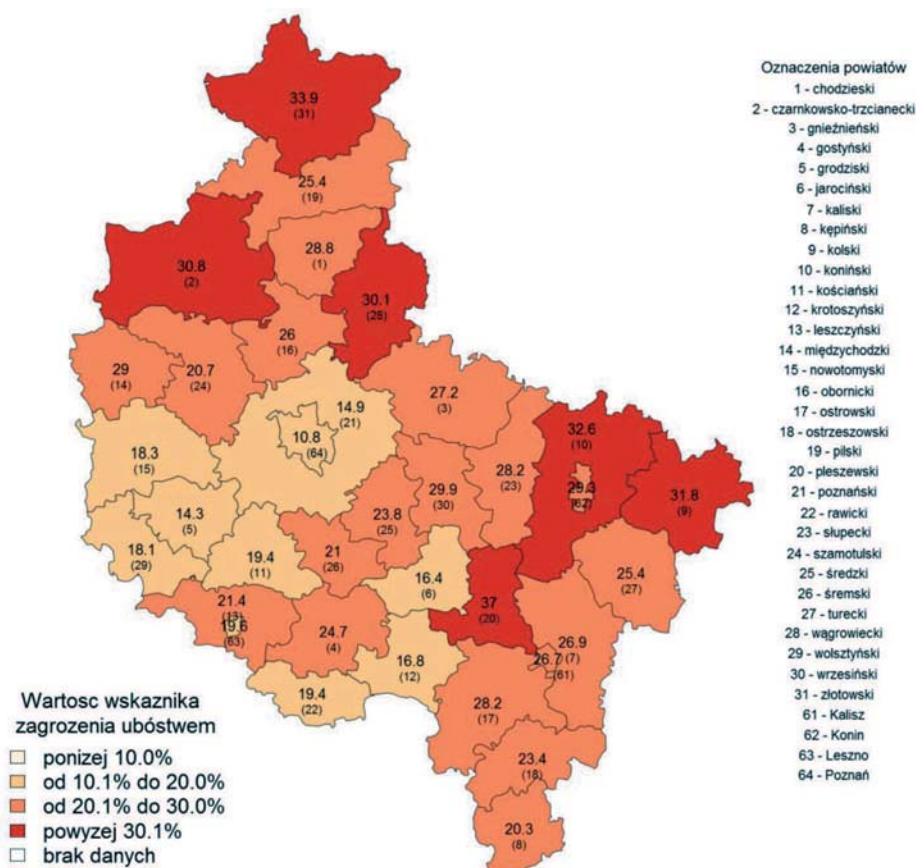 33.9
(31)
25.4
(19)
28.8
(1)
30.8
(2)
30.1
(28)
26
(16)
29
(14)
20.7
(24)
27.2
(3)
14.9
(21)
10.8
(64)
32.6
(10)
18.3
(15)
28.2
(23)
29.3
(62)
31.8
(9)
29.9
(30)
14.3
(5)
23.8
(25)
18.1
(29)
19.4
(11)
21
(26)
16.4
(6)
25.4
(27)
37
(20)
21.4
(13)
19.6
(63)
24.7
(4)
26.9
(7)
26.7
(61)
16.8
(12)
19.4
(22)
28.2
(17)
23.4
(18)
20.3
(8)
Wartosc wskaznika
zagrozenia ubóstwem
ponizej 10.0%
od 10.1% do 20.0%
od 20.1% do 30.0%
powyzej 30.1%
brak danych
Oznaczenia powiatów
1 - chodzieski
2 - czarnkowsko-trzcianecki
3 - gnieźnieński
4 - gostyński
5 - grodziski
6 - jarociński
7 - kaliski
8 - kępiński
9 - kolski
10 - koniński
11 - kościański
12 - krotoszyński
13 - leszczyński
14 - międzychodzki
15 - nowotomyski
16 - obornicki
17 - ostrowski
18 - ostrzeszowski
19 - pilski
20 - pleszewski
21 - poznański
22 - rawicki
23 - słupecki
24 - szamotulski
25 - średzki
26 - śremski
27 - turecki
28 - wągrowiecki
29 - wolsztyński
30 - wrzesiński
31 - złotowski
61 - Kalisz
62 - Konin
63 - Leszno
64 - Poznań